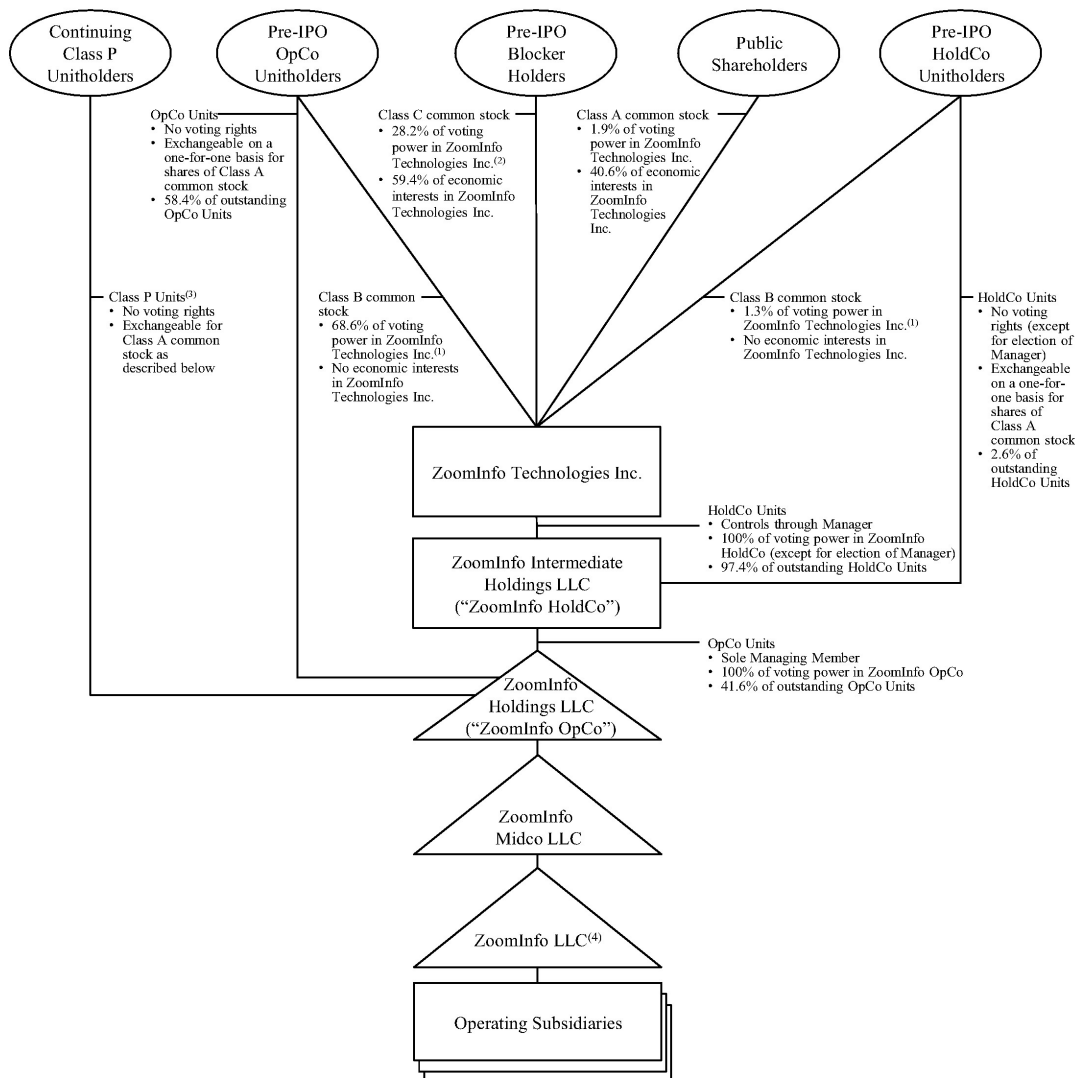 Continuing
Class P
Unitholders
Pre-IPO
OpCo
Unitholders
Pre-IPO
Blocker
Holders
Public
Shareholders
Pre-IPO
HoldCo
Unitholders
OpCo Units
• No voting rights
• Exchangeable on a
one-for-one basis for
shares of Class A
common stock
• 58.4% of outstanding
OpCo Units
Class C common stock
• 28.2% of voting
power in ZoomInfo
Technologies Inc.(2)
• 59.4% of economic
interests in ZoomInfo
Technologies Inc.
Class A common stock
• 1.9% of voting
power in ZoomInfo
Technologies Inc.
• 40.6% of economic
interests in
ZoomInfo
Technologies
Inc.
Class P Units(3)
• No voting rights
• Exchangeable for
Class A common
stock as
described below
Class B common
stock
• 68.6% of voting
power in ZoomInfo
Technologies Inc.(1)
• No economic interests
in ZoomInfo
Technologies Inc.
Class B common stock
• 1.3% of voting power in
ZoomInfo Technologies Inc.(1)
• No economic interests in
ZoomInfo Technologies Inc.
HoldCo Units
• No voting
rights (except
for election of
Manager)
• Exchangeable
on a one-for-
one basis for
shares of
Class A
common stock
• 2.6% of
outstanding
HoldCo Units
ZoomInfo Technologies Inc.
HoldCo Units
• Controls through Manager
• 100% of voting power in ZoomInfo
HoldCo (except for election of Manager)
• 97.4% of outstanding HoldCo Units
ZoomInfo Intermediate
Holdings LLC
(“ZoomInfo HoldCo”)
OpCo Units
• Sole Managing Member
• 100% of voting power in ZoomInfo OpCo
• 41.6% of outstanding OpCo Units
ZoomInfo
Holdings LLC
(“ZoomInfo OpCo”)
ZoomInfo
Midco LLC
ZoomInfo LLC(4)
Operating Subsidiaries